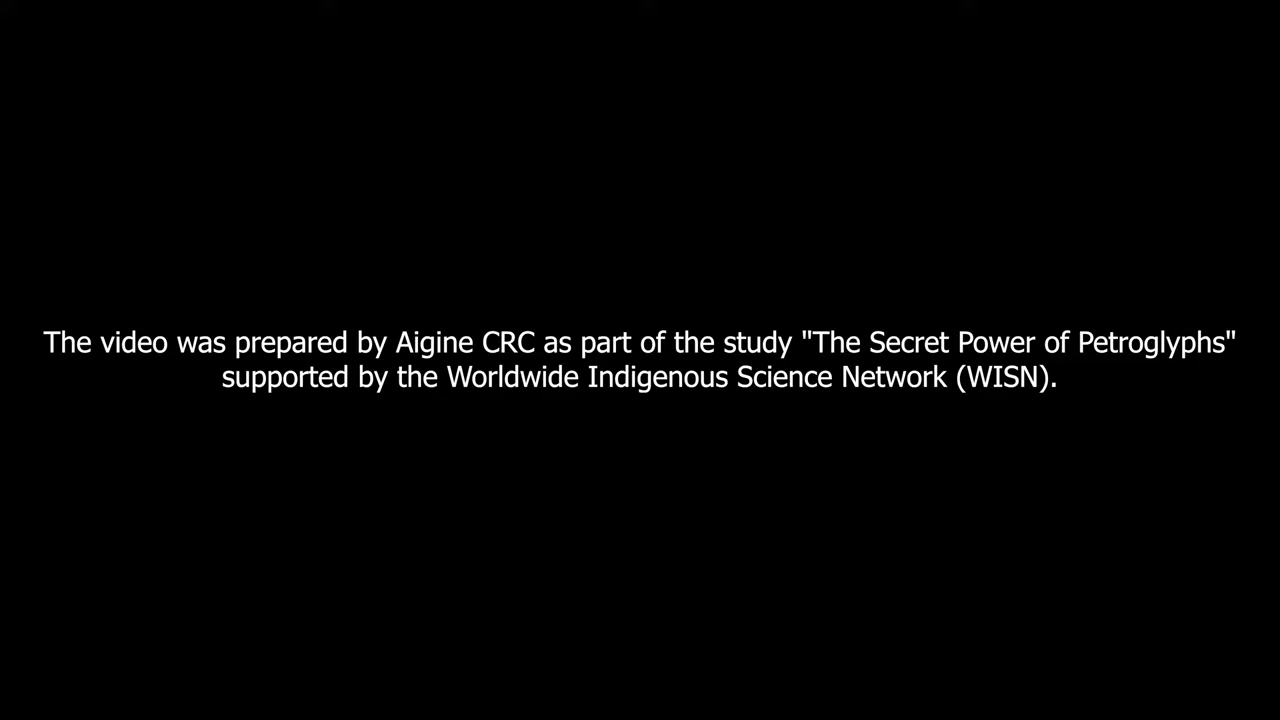 The video was prepared by Aigine CRC as part of the study "The Secret Power of Petroglyphs"
supported by the Worldwide Indigenous Science Network (WISN).